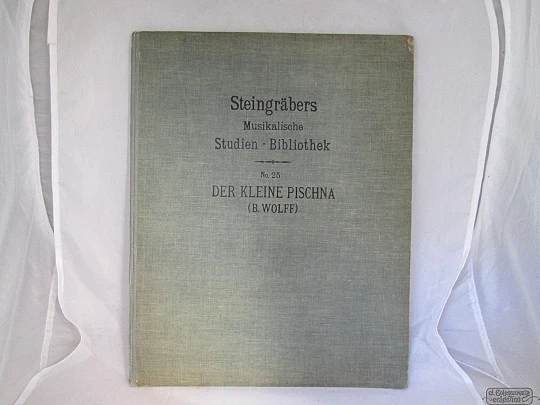 Steingräbers
Musikalische
Studien - Bibliothek
No. 25
DER KLEINE PISCHNA
(B. WOLFF)